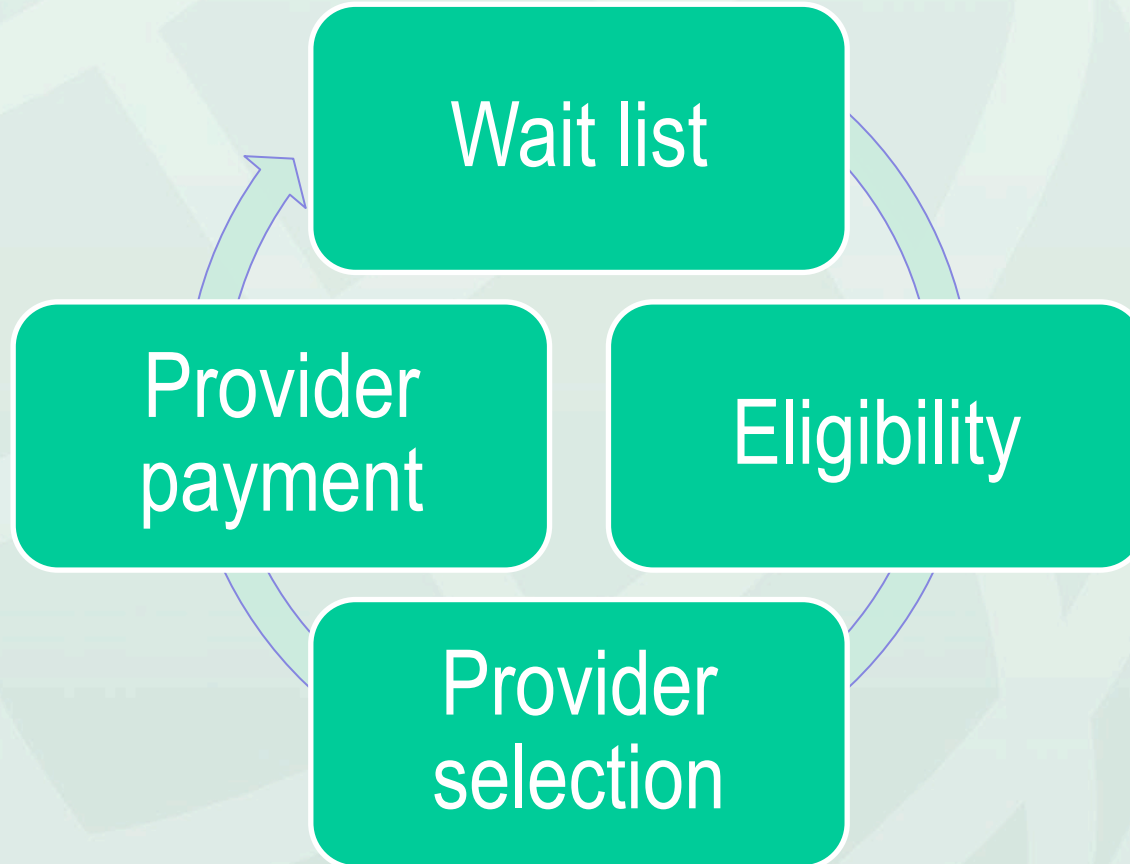 Wait list
Eligibility
Provider
selection
Provider
payment